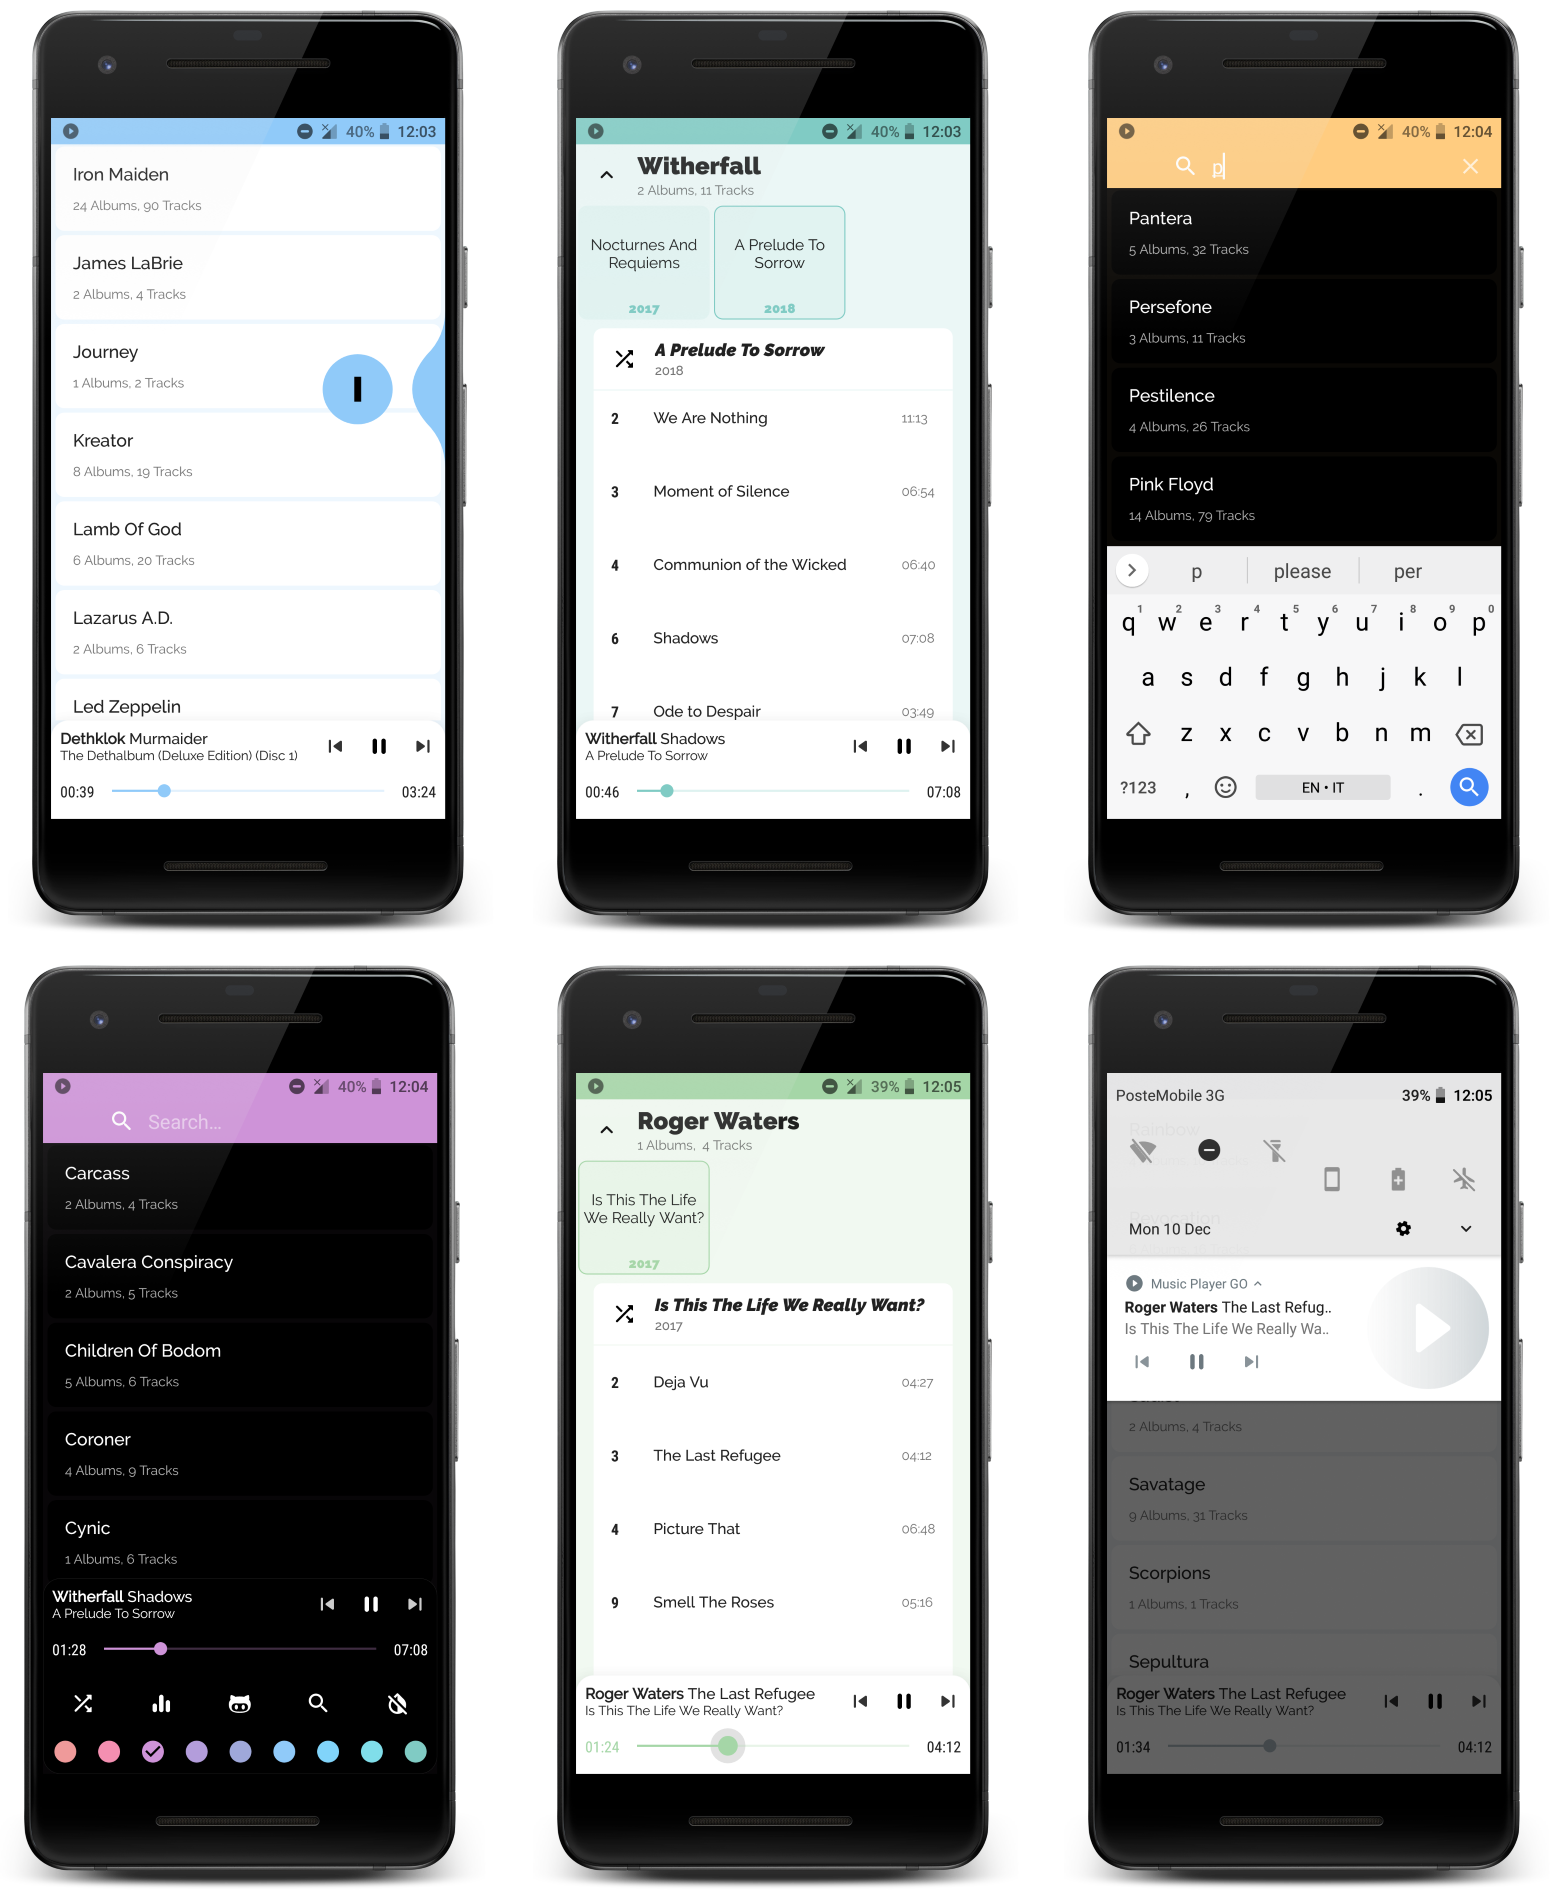 40% 12:03
Iron Maiden
24 Albums, 90 Tracks
James LaBrie
2 Albums, 4 Tracks
Journey
1 Albums, 2 Tracks
I
Kreator
8 Albums, 19 Tracks
Lamb Of God
6 Albums, 20 Tracks
Lazarus A.D.
2 Albums, 6 Tracks
Led Zeppelin
Dethklok Murmaider
The Dethalbum (Deluxe Edition) (Disc 1)
00:39 03:24
40% 12:03
Witherfall
2 Albums, 11 Tracks
Nocturnes And
Requiems
2017
A Prelude To
Sorrow
2018
A Prelude To Sorrow
2018
2 We Are Nothing 11:13
3 Moment of Silence 06:54
4 Communion of the Wicked 06:40
6 Shadows 07:08
7 Ode to Despair 03:49
Witherfall Shadows
A Prelude To Sorrow
00:46 07:08
40% 12:04
p
Pantera
5 Albums, 32 Tracks
Persefone
3 Albums, 11 Tracks
Pestilence
4 Albums, 26 Tracks
Pink Floyd
14 Albums, 79 Tracks
p please per
q1 w2 e3 r4 t5 y6 u7 i8 o9 p0
a s d f g h j k l
z x c v b n m
?123 , EN • IT .
40% 12:04
Search...
Carcass
2 Albums, 4 Tracks
Cavalera Conspiracy
2 Albums, 5 Tracks
Children Of Bodom
5 Albums, 6 Tracks
Coroner
4 Albums, 9 Tracks
Cynic
1 Albums, 6 Tracks
Witherfall Shadows
A Prelude To Sorrow
01:28 07:08
39% 12:05
Roger Waters
1 Albums, 4 Tracks
Is This The Life
We Really Want?
2017
Is This The Life We Really Want?
2017
2 Deja Vu 04:27
3 The Last Refugee 04:12
4 Picture That 06:48
9 Smell The Roses 05:16
Roger Waters The Last Refugee
Is This The Life We Really Want?
01:24 04:12
PosteMobile 3G 39% 12:05
Rainbow
Mon 10 Dec
Music Player GO
Roger Waters The Last Refug..
Is This The Life We Really Wa..
2 Albums, 4 Tracks
Savatage
9 Albums, 31 Tracks
Scorpions
1 Albums, 1 Tracks
Sepultura
Roger Waters The Last Refugee
Is This The Life We Really Want?
01:34 04:12